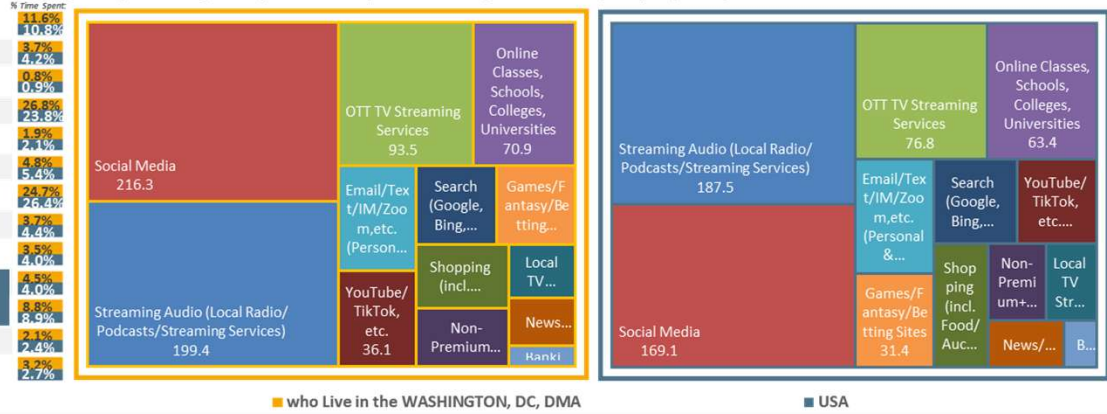 % Time Spent:
11.6%
10.8%
3.7%
4.2%
0.8%
0.9%
26.8%
23.8%
1.9%
2.1%
4.8%
5.4%
24.7%
26.4%
3.7%
4.4%
3.5%
4.0%
4.5%
4.0%
8.8%
8.9%
2.1%
2.4%
3.2%
2.7%
Social Media
216.3
Streaming Audio (Local Radio/
Podcasts/Streaming Services)
199.4
OTT TV Streaming
Services
93.5
Online
Classes,
Schools,
Colleges,
Universities
70.9
Email/Tex
t/IM/Zoo
m,etc.
(Person...
YouTube/
TikTok,
etc.
36.1
Search
(Google,
Bing,...
Games/F
antasy/Be
tting...
Shopping
(incl....
Local
TV...
Non-
Premium...
News...
Banki
Streaming Audio (Local Radio/
Podcasts/Streaming Services)
187.5
Social Media
169.1
OTT TV Streaming
Services
76.8
Online Classes,
Schools,
Colleges,
Universities
63.4
Email/Tex
t/IM/Zoo
m,etc.
(Personal
&...
Games/F
antasy/Be
tting Sites
31.4
Search
(Google,
Bing,...
YouTube/
TikTok,
etc....
Shop
ping
(incl.
Food/
Auc...
Non-
Premi
um+...
Local
TV
Str...
News/...
B...
who Live in the WASHINGTON, DC, DMA
USA